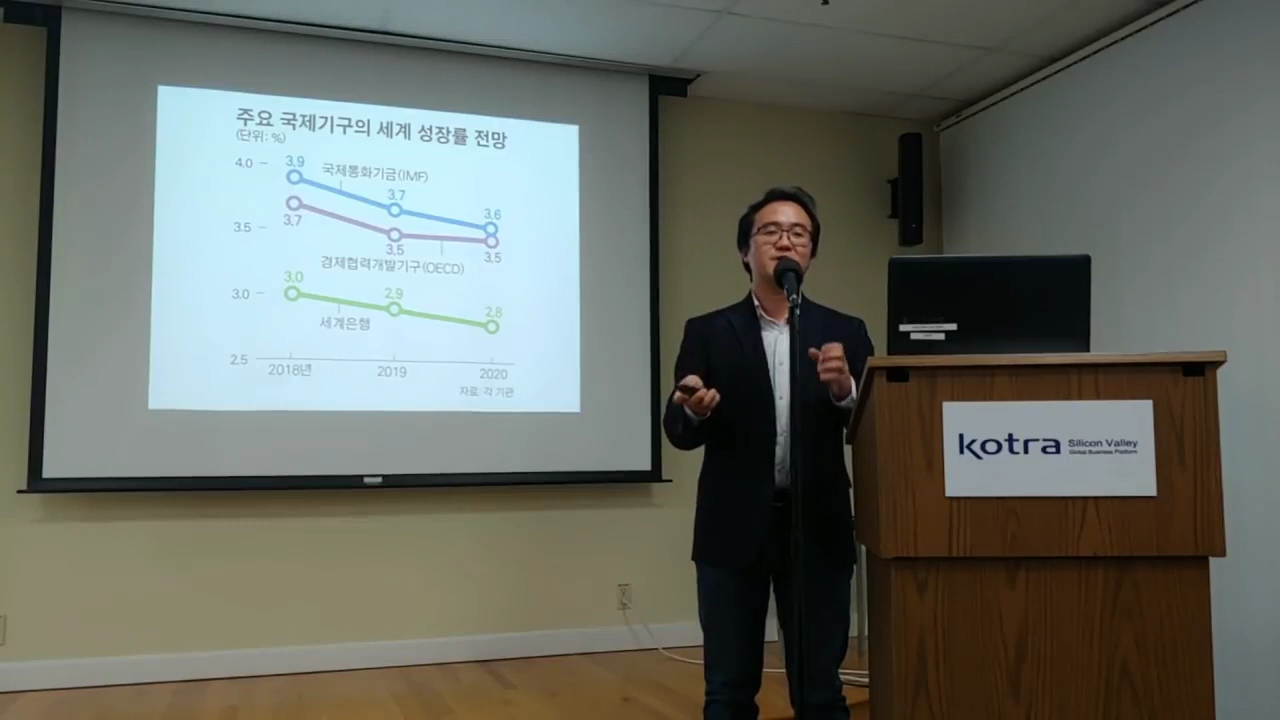 주요 국제기구의 세계 성장률 전망
(단위: %)
4.0
3.9
국제통화기금(IMF)
3.7
3.6
3.7
3.5
3.5
3.5
경제협력개발기구(OECD)
3.0
3.0
2.9
2.8
세계은행
2.5
2018년
2019
2020
자료: 각 기관
kotra
Silicon Valley
Global Business Platform